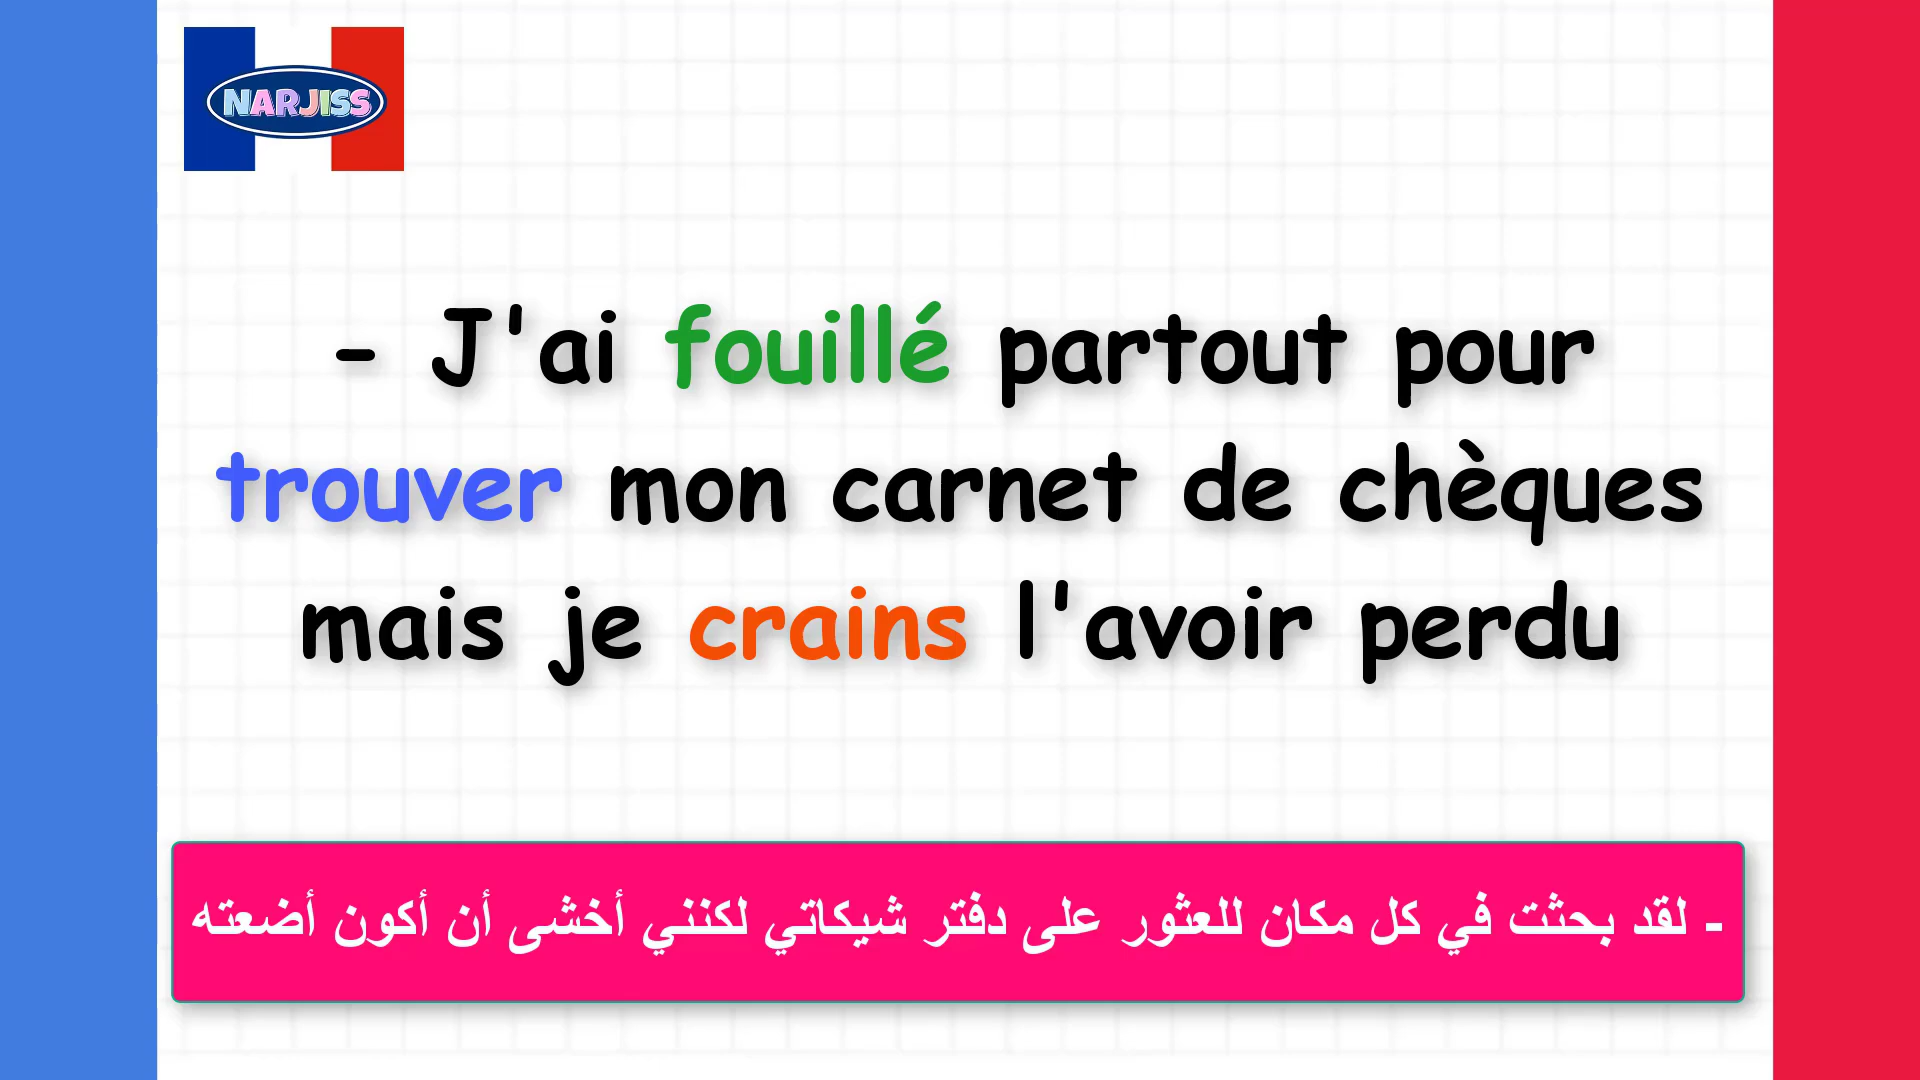 NARJISS
- J'ai fouillé partout pour
trouver mon carnet de chèques
mais je crains l'avoir perdu
- لقد بحثت في كل مكان للعثور على دفتر شيكاتي لكنني أخشى أن أكون أضعته